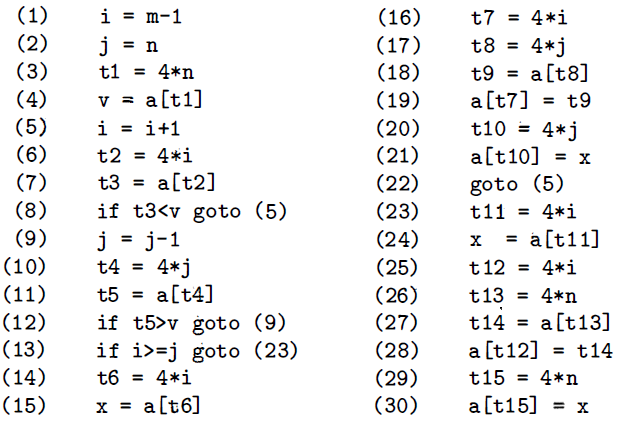 (1) i = m-1
(2) j = n
(3) t1 = 4*n
(4) v = a[t1]
(5) i = i+1
(6) t2 = 4*i
(7) t3 = a[t2]
(8) if t3<v goto (5)
(9) j = j-1
(10) t4 = 4*j
(11) t5 = a[t4]
(12) if t5>v goto (9)
(13) if i>=j goto (23)
(14) t6 = 4*i
(15) x = a[t6]
(16) t7 = 4*i
(17) t8 = 4*j
(18) t9 = a[t8]
(19) a[t7] = t9
(20) t10 = 4*j
(21) a[t10] = x
(22) goto (5)
(23) t11 = 4*i
(24) x = a[t11]
(25) t12 = 4*i
(26) t13 = 4*n
(27) t14 = a[t13]
(28) a[t12] = t14
(29) t15 = 4*n
(30) a[t15] = x